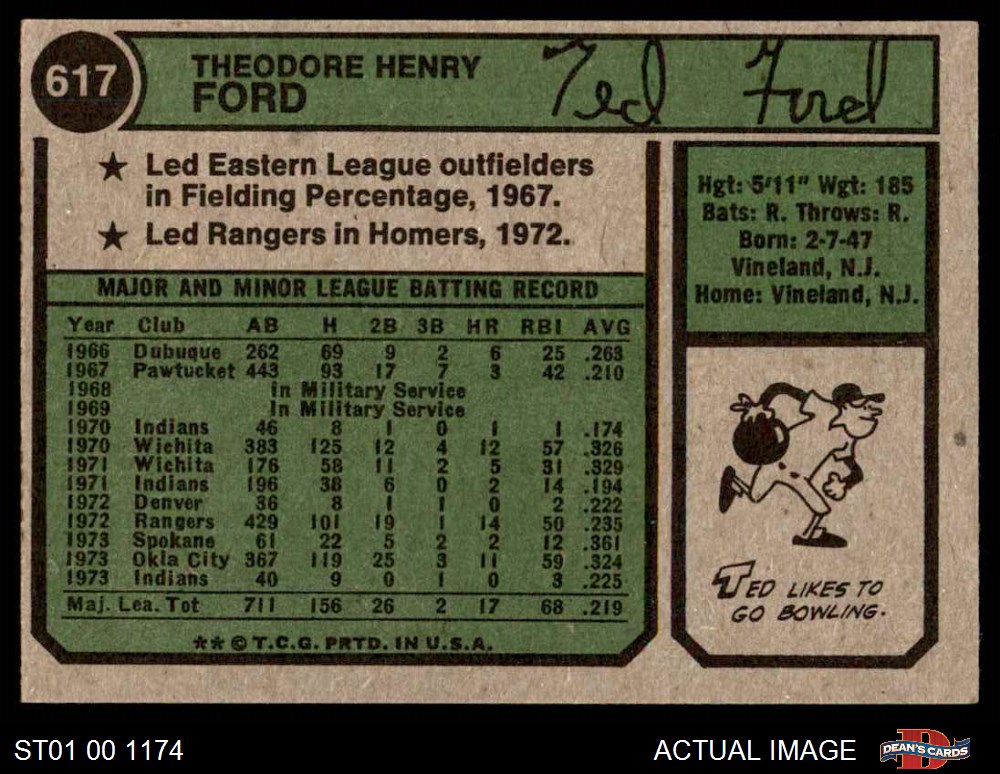 617
THEODORE HENRY
FORD
Ted Ford
★ Led Eastern League outfielders
in Fielding Percentage, 1967.
★ Led Rangers in Homers, 1972.
MAJOR AND MINOR LEAGUE BATTING RECORD
Year Club AB H 2B 3B HR RBI AVG
1966 Dubuque 262 69 9 2 6 25 .263
1967 Pawtucket 443 93 17 7 3 42 .210
1968 In Military Service
1969 In Military Service
1970 Indians 46 8 1 0 1 1 .174
1970 Wichita 383 125 12 4 12 57 .326
1971 Wichita 176 58 11 2 5 31 .329
1971 Indians 196 38 6 0 2 14 .194
1972 Denver 36 8 1 1 0 2 .222
1972 Rangers 429 101 19 1 14 50 .235
1973 Spokane 61 22 5 2 2 12 .361
1973 Okla City 367 119 25 3 11 59 .324
1973 Indians 40 9 0 1 0 3 .225
Maj. Lea. Tot 711 156 26 2 17 68 .219
** © T.C.G. PRTD. IN U.S.A.
Hgt: 5'11" Wgt: 185
Bats: R. Throws: R.
Born: 2-7-47
Vineland, N.J.
Home: Vineland, N.J.
TED LIKES TO
GO BOWLING.
ST01 00 1174
ACTUAL IMAGE
DEAN'S CARDS